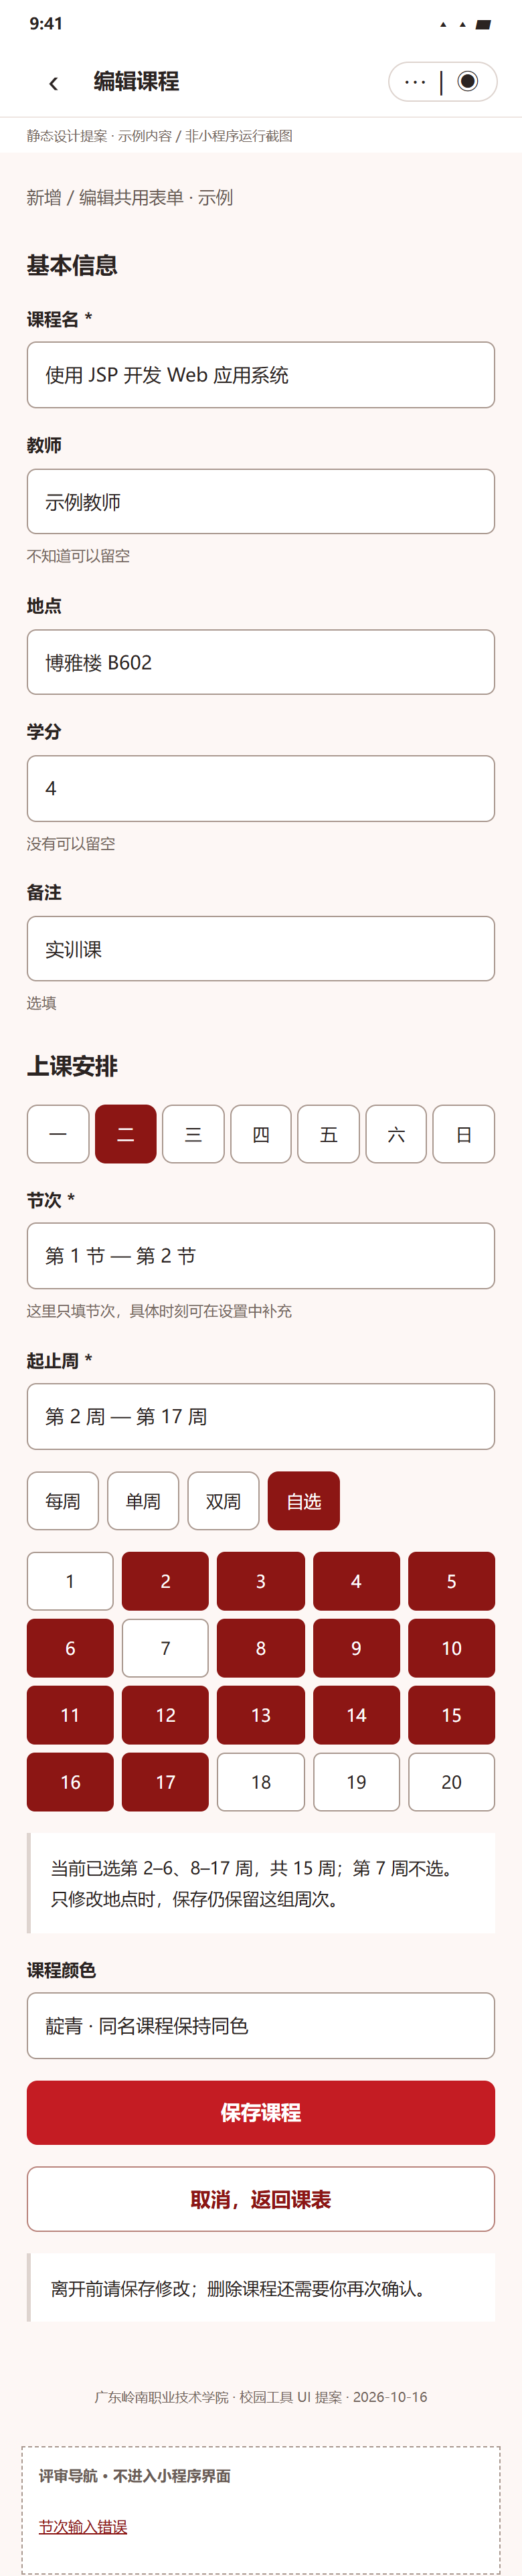 9:41
编辑课程
静态设计提案 · 示例内容 / 非小程序运行截图
新增 / 编辑共用表单 · 示例
基本信息
课程名 *
使用 JSP 开发 Web 应用系统
教师
示例教师
不知道可以留空
地点
博雅楼 B602
学分
4
没有可以留空
备注
实训课
选填
上课安排
一 二 三 四 五 六 日
节次 *
第 1 节 — 第 2 节
这里只填节次，具体时刻可在设置中补充
起止周 *
第 2 周 — 第 17 周
每周 单周 双周 自选
1 2 3 4 5
6 7 8 9 10
11 12 13 14 15
16 17 18 19 20
当前已选第 2–6、8–17 周，共 15 周；第 7 周不选。
只修改地点时，保存仍保留这组周次。
课程颜色
靛青 · 同名课程保持同色
保存课程
取消，返回课表
离开前请保存修改；删除课程还需要你再次确认。
广东岭南职业技术学院 · 校园工具 UI 提案 · 2026-10-16
评审导航 · 不进入小程序界面
节次输入错误